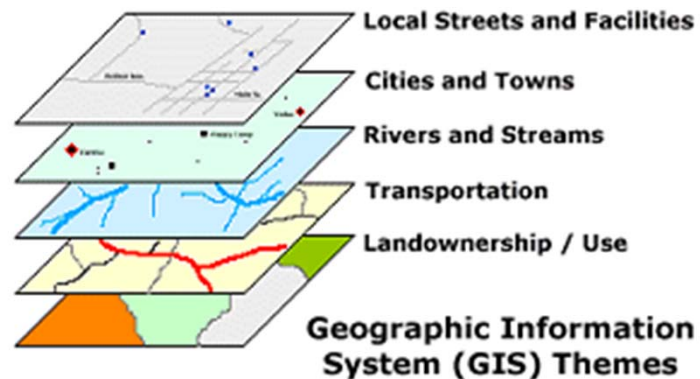 Local Streets and Facilities
Cities and Towns
Rivers and Streams
Transportation
Landownership / Use
Geographic Information
System (GIS) Themes